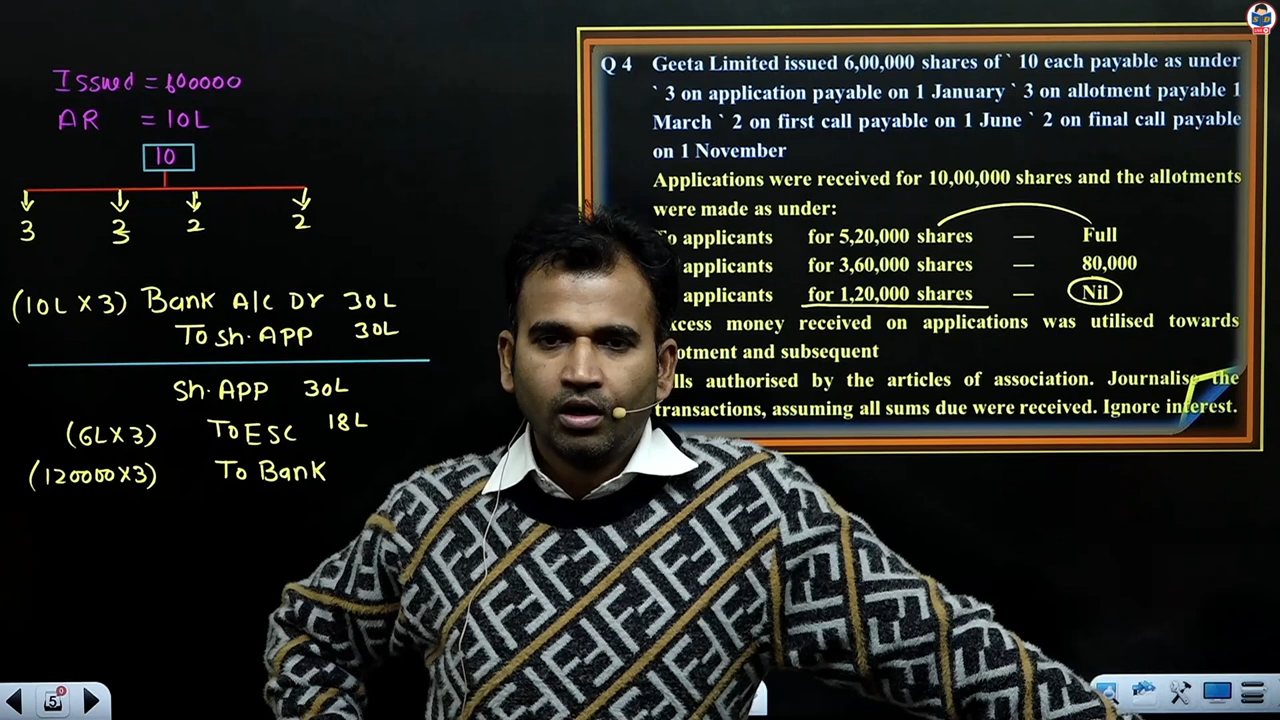 Issued = 600000
AR = 10L
10
3 3 2 2
(10L X 3) Bank A/c Dr 30L
To sh. APP 30L
Sh. APP 30L
(6L X 3) To ESC 18L
(120000 X 3) To Bank
Q 4 Geeta Limited issued 6,00,000 shares of ` 10 each payable as under
` 3 on application payable on 1 January ` 3 on allotment payable 1
March ` 2 on first call payable on 1 June ` 2 on final call payable
on 1 November
Applications were received for 10,00,000 shares and the allotments
were made as under:
applicants for 5,20,000 shares — Full
applicants for 3,60,000 shares — 80,000
applicants for 1,20,000 shares — Nil
money received on applications was utilised towards
and subsequent
authorised by the articles of association. Journalise the
transactions, assuming all sums due were received. Ignore interest.
SD
5
0